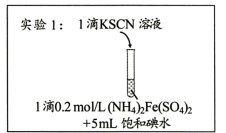 实验1: 1滴KSCN 溶液
1滴0.2 mol/L (NH4)2Fe(SO4)2
+5mL 饱和碘水